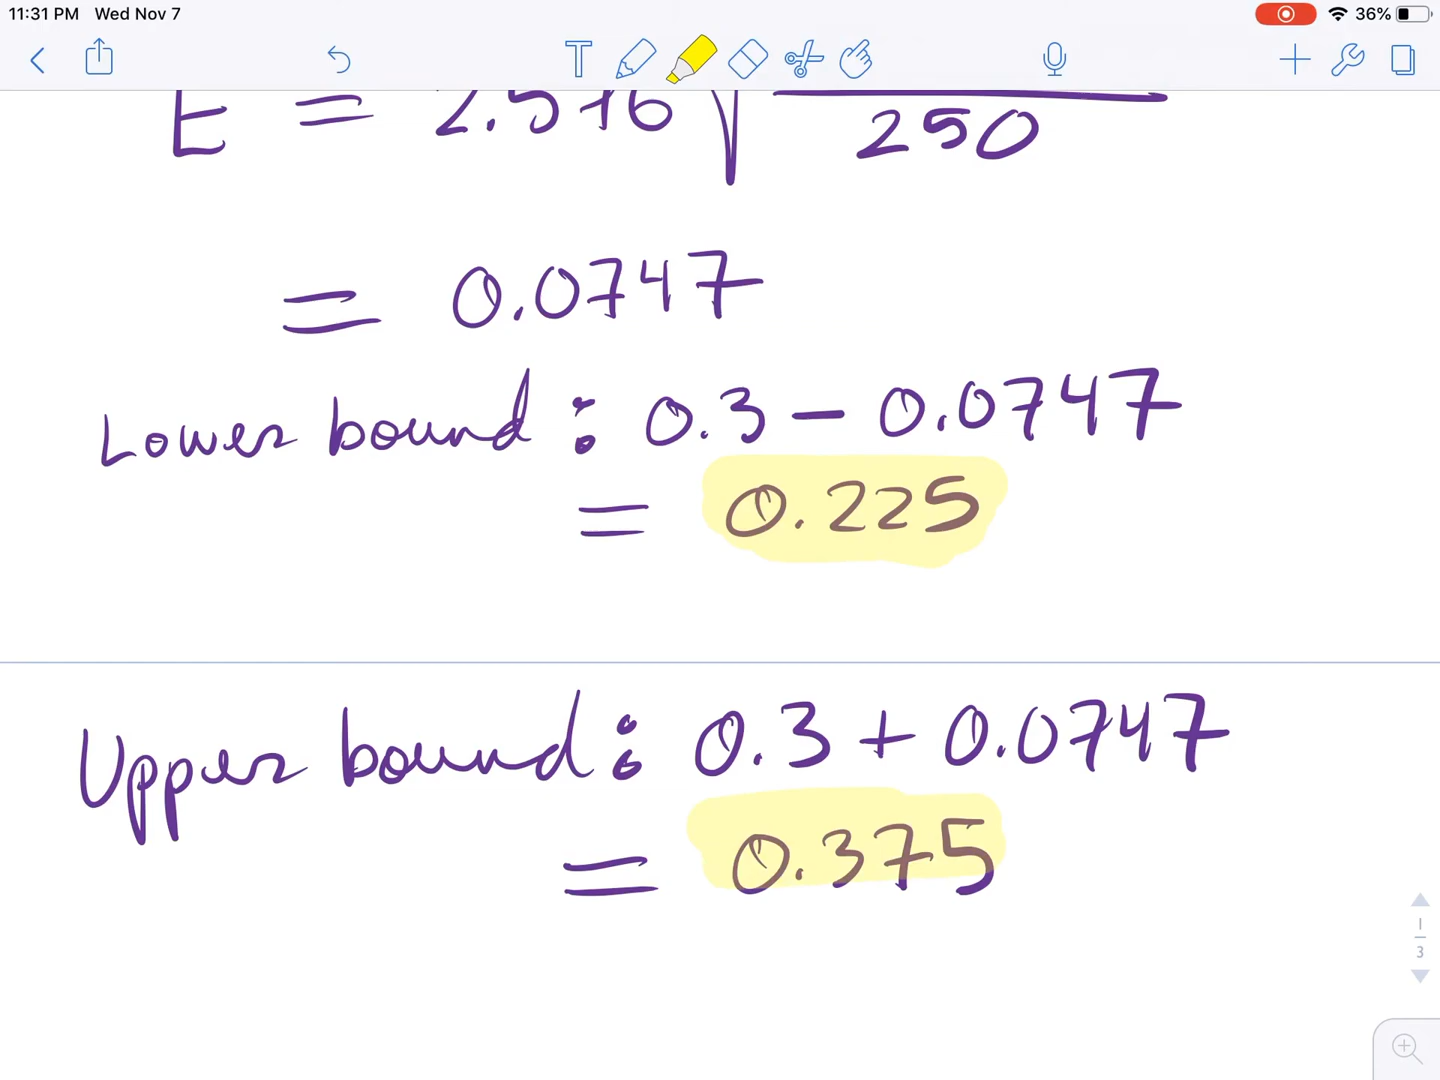 11:31 PM Wed Nov 7 36%
T
E = 2.576 √
250
= 0.0747
Lower bound : 0.3 - 0.0747
= 0.225
Upper bound : 0.3 + 0.0747
= 0.375
1
3